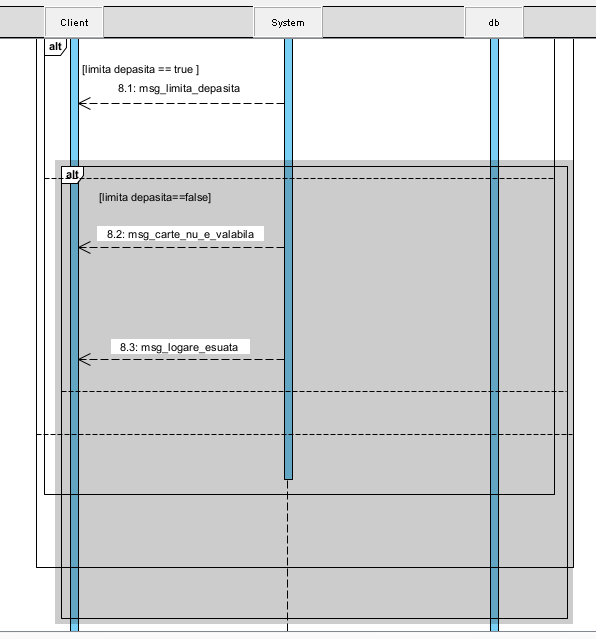 Client System db
alt
[limita depasita == true ]
8.1: msg_limita_depasita
alt
[limita depasita==false]
8.2: msg_carte_nu_e_valabila
8.3: msg_logare_esuata